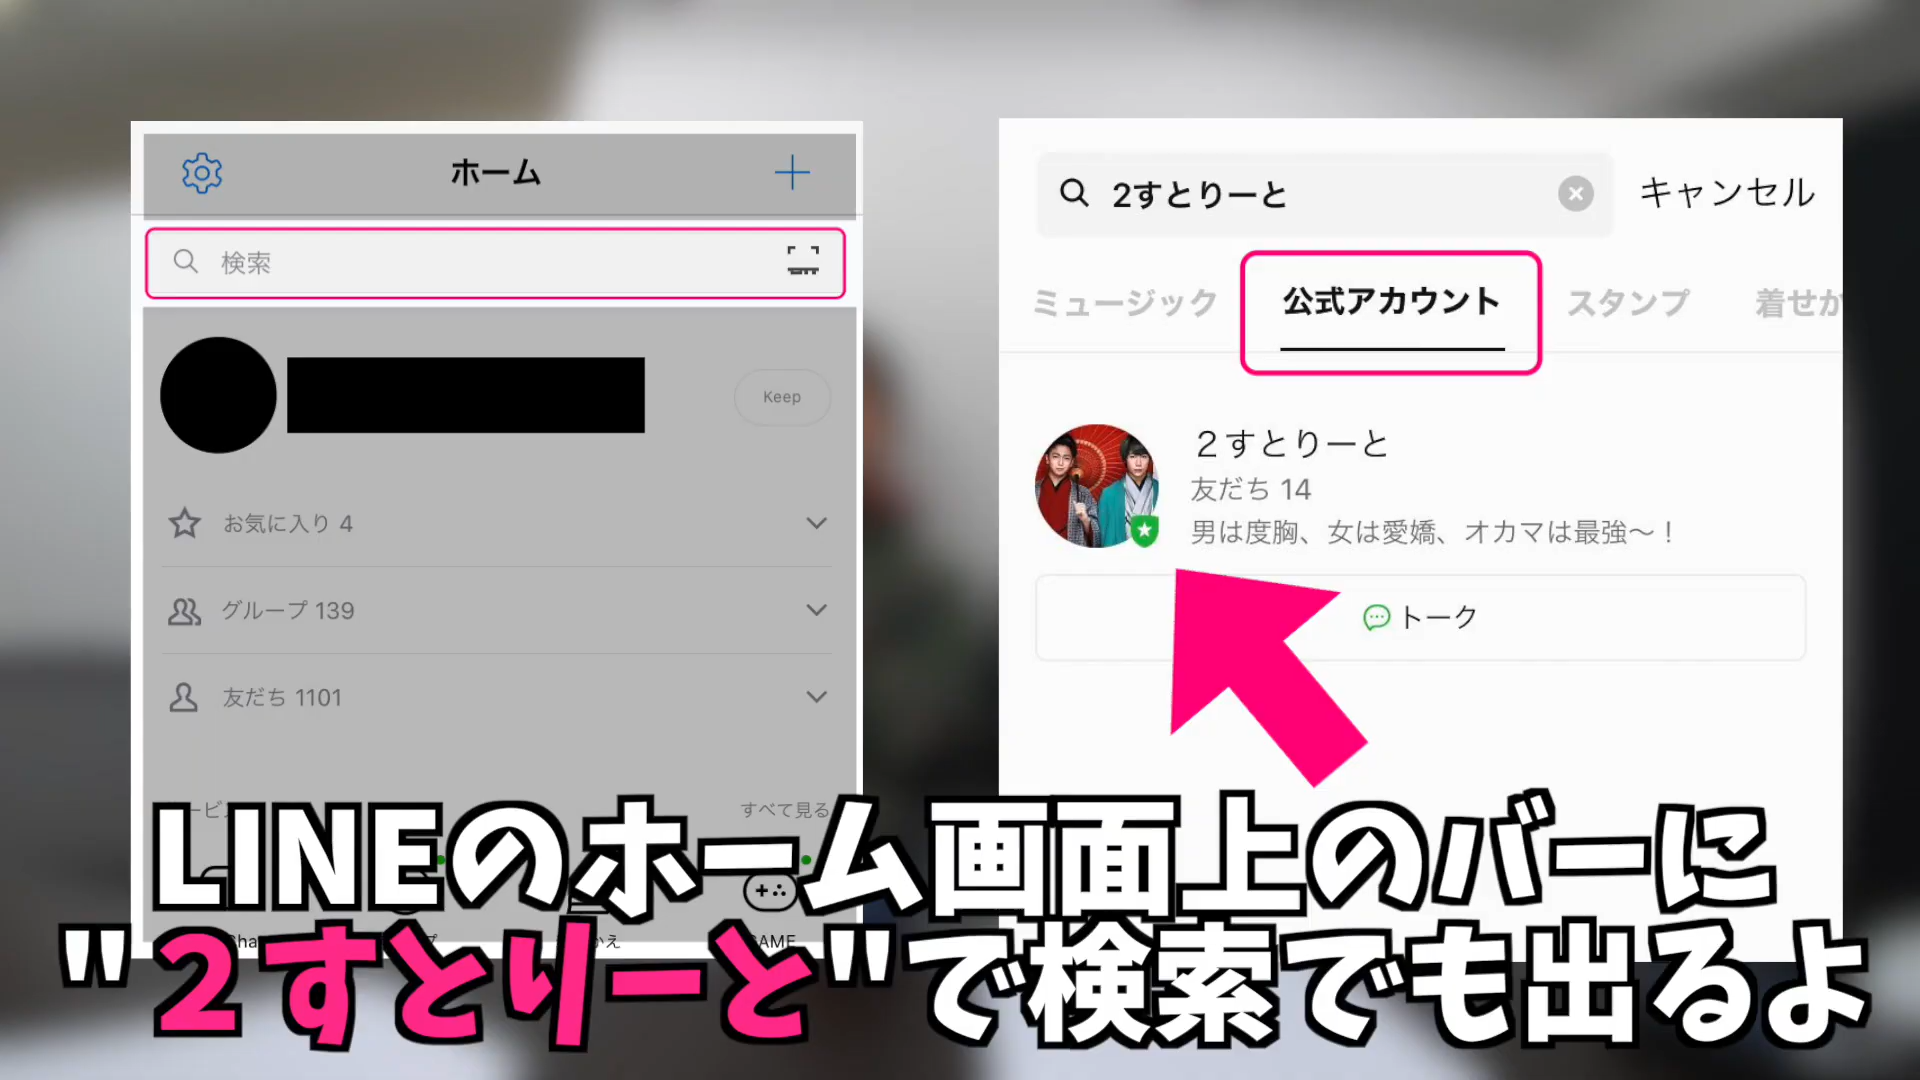 ホーム
検索
Keep
お気に入り 4
グループ 139
友だち 1101
すべて見る
2すとりーと
キャンセル
ミュージック
公式アカウント
スタンプ
着せか
２すとりーと
友だち 14
男は度胸、女は愛嬌、オカマは最強〜！
トーク
LINEのホーム画面上のバーに
"２すとりーと"で検索でも出るよ